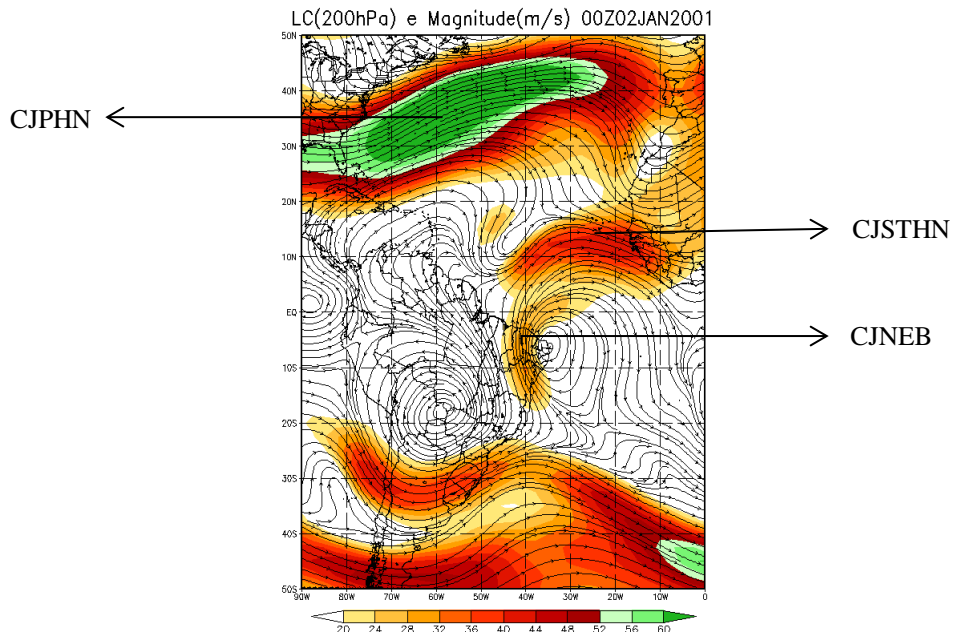 LC(200hPa) e Magnitude(m/s) 00Z02JAN2001
50N
40N
CJPHN
30N
20N
CJSTHN
10N
EQ
CJNEB
10S
20S
30S
40S
50S
90W 80W 70W 60W 50W 40W 30W 20W 10W 0
20 24 28 32 36 40 44 48 52 56 60